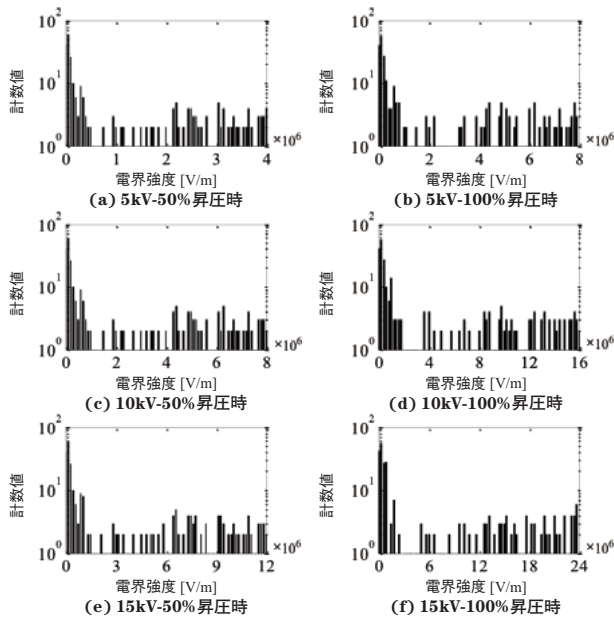 10² 10²
計数値 計数値
10¹ 10¹
10⁰ 10⁰
×10⁶ ×10⁶
0 1 2 3 4 0 2 4 6 8
電界強度 [V/m] 電界強度 [V/m]
(a) 5kV-50%昇圧時 (b) 5kV-100%昇圧時
10² 10²
計数値 計数値
10¹ 10¹
10⁰ 10⁰
×10⁶ ×10⁶
0 2 4 6 8 0 4 8 12 16
電界強度 [V/m] 電界強度 [V/m]
(c) 10kV-50%昇圧時 (d) 10kV-100%昇圧時
10² 10²
計数値 計数値
10¹ 10¹
10⁰ 10⁰
×10⁶ ×10⁶
0 3 6 9 12 0 6 12 18 24
電界強度 [V/m] 電界強度 [V/m]
(e) 15kV-50%昇圧時 (f) 15kV-100%昇圧時